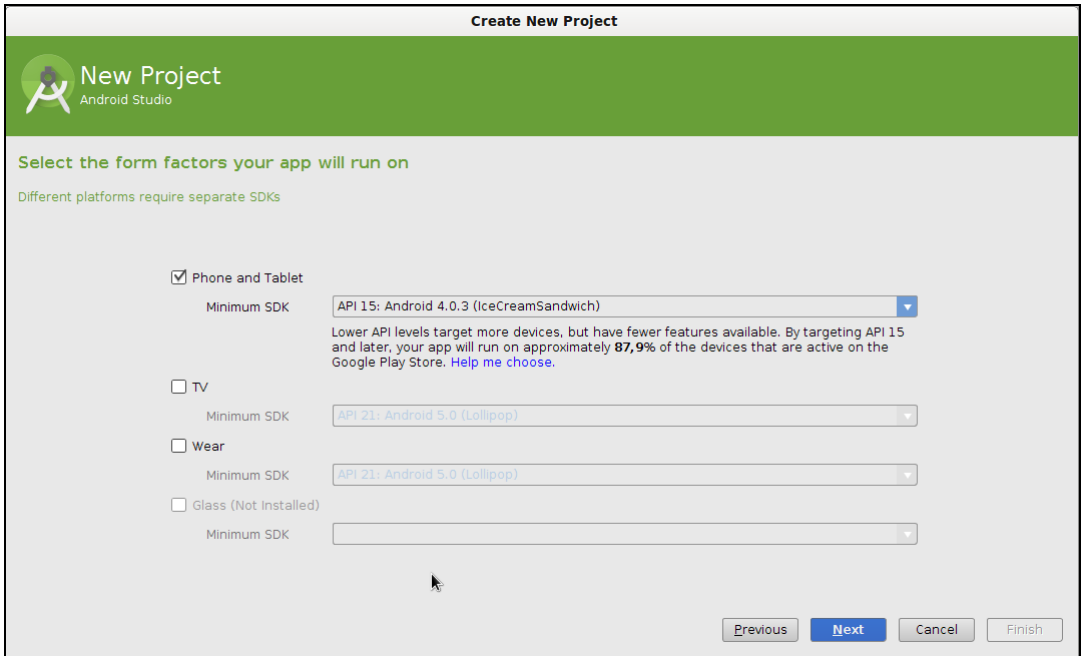 Create New Project
New Project
Android Studio
Select the form factors your app will run on
Different platforms require separate SDKs
Phone and Tablet
Minimum SDK
API 15: Android 4.0.3 (IceCreamSandwich)
Lower API levels target more devices, but have fewer features available. By targeting API 15
and later, your app will run on approximately 87,9% of the devices that are active on the
Google Play Store. Help me choose.
TV
Minimum SDK
API 21: Android 5.0 (Lollipop)
Wear
Minimum SDK
API 21: Android 5.0 (Lollipop)
Glass (Not Installed)
Minimum SDK
Previous
Next
Cancel
Finish